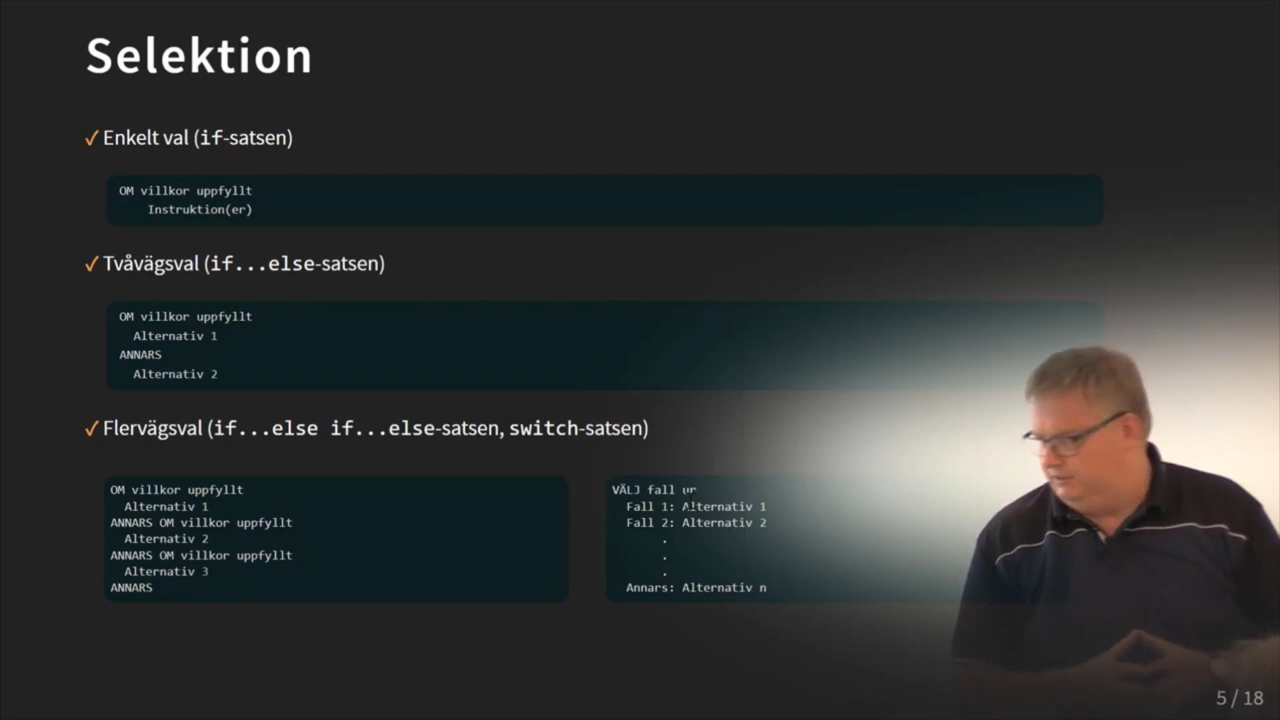 Selektion
✓ Enkelt val (if-satsen)
OM villkor uppfyllt
Instruktion(er)
✓ Tvåvägsval (if...else-satsen)
OM villkor uppfyllt
Alternativ 1
ANNARS
Alternativ 2
✓ Flervägsval (if...else if...else-satsen, switch-satsen)
OM villkor uppfyllt
Alternativ 1
ANNARS OM villkor uppfyllt
Alternativ 2
ANNARS OM villkor uppfyllt
Alternativ 3
ANNARS
VÄLJ fall ur
Fall 1: Alternativ 1
Fall 2: Alternativ 2
.
.
.
Annars: Alternativ n
5 / 18